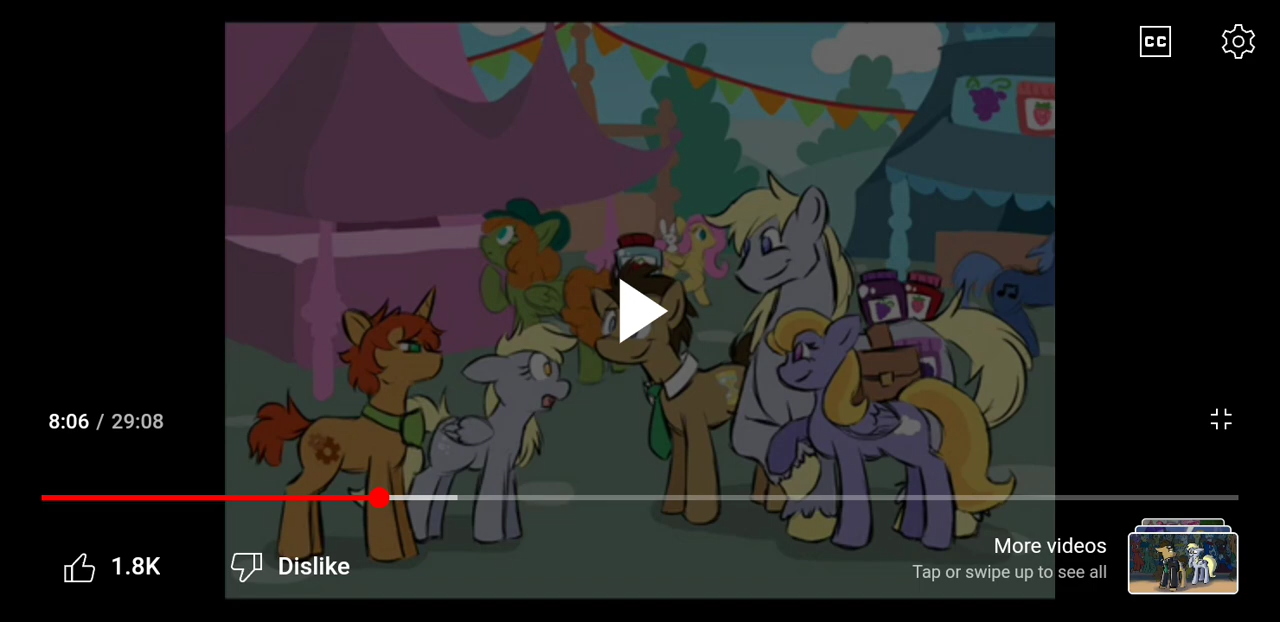 CC
8:06 / 29:08
1.8K
Dislike
More videos
Tap or swipe up to see all